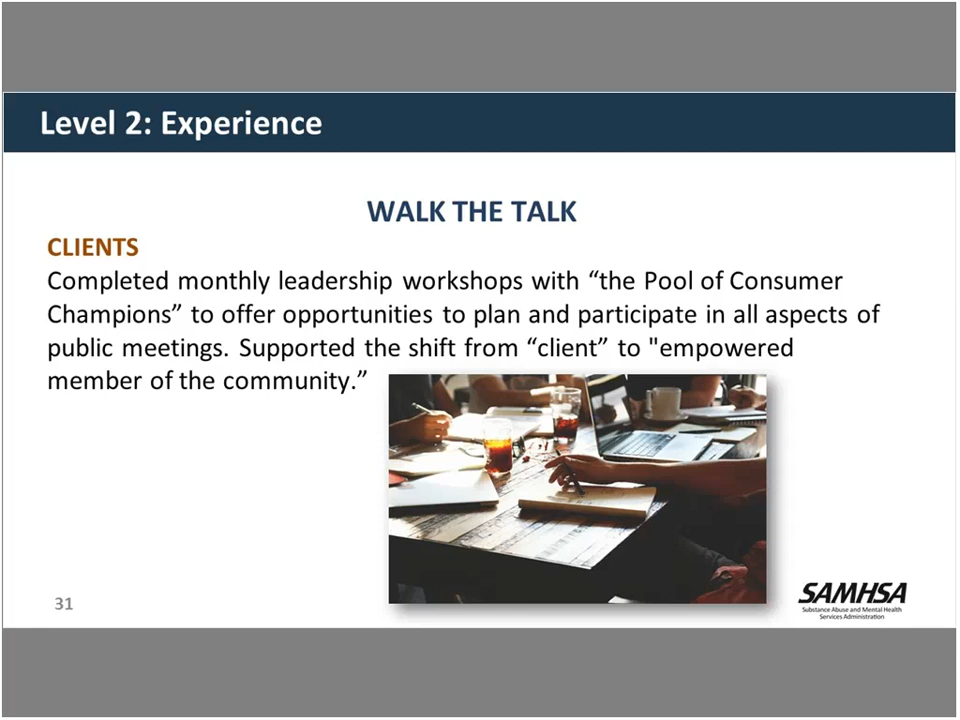 Level 2: Experience
WALK THE TALK
CLIENTS
Completed monthly leadership workshops with “the Pool of Consumer
Champions” to offer opportunities to plan and participate in all aspects of
public meetings. Supported the shift from “client” to "empowered
member of the community.”
31
SAMHSA
Substance Abuse and Mental Health
Services Administration